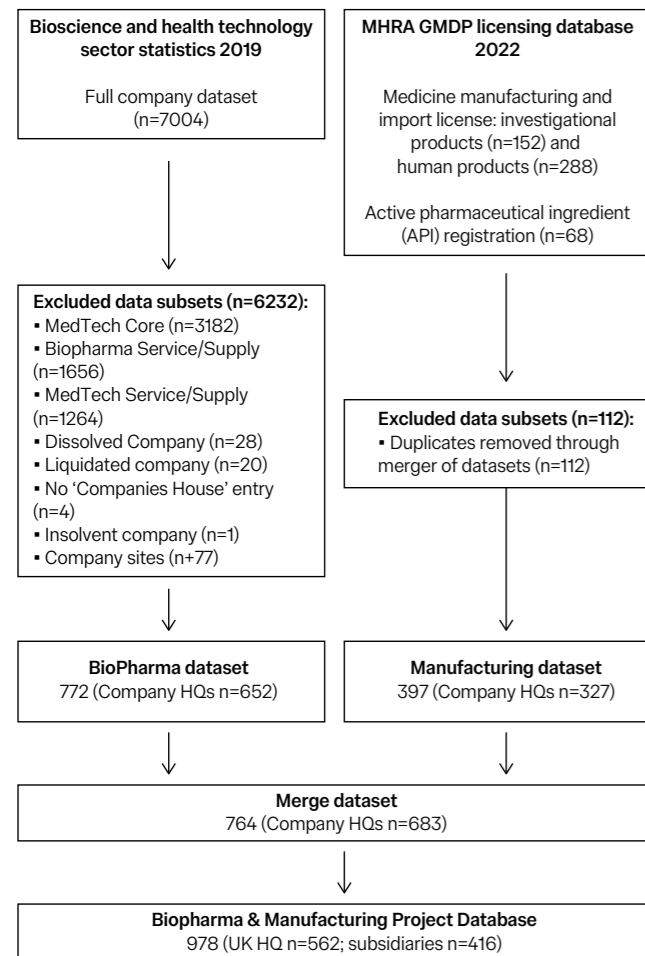 Bioscience and health technology
sector statistics 2019
Full company dataset
(n=7004)
MHRA GMDP licensing database
2022
Medicine manufacturing and
import license: investigational
products (n=152) and
human products (n=288)
Active pharmaceutical ingredient
(API) registration (n=68)
Excluded data subsets (n=6232):
▪ MedTech Core (n=3182)
▪ Biopharma Service/Supply
(n=1656)
▪ MedTech Service/Supply
(n=1264)
▪ Dissolved Company (n=28)
▪ Liquidated company (n=20)
▪ No ‘Companies House’ entry
(n=4)
▪ Insolvent company (n=1)
▪ Company sites (n+77)
Excluded data subsets (n=112):
▪ Duplicates removed through
merger of datasets (n=112)
BioPharma dataset
772 (Company HQs n=652)
Manufacturing dataset
397 (Company HQs n=327)
Merge dataset
764 (Company HQs n=683)
Biopharma & Manufacturing Project Database
978 (UK HQ n=562; subsidiaries n=416)